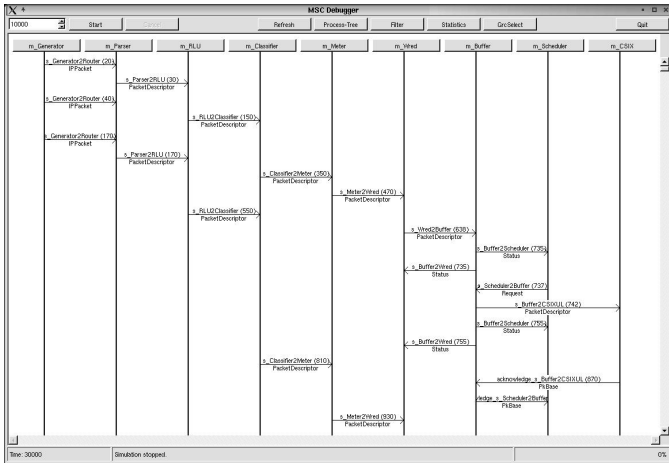 MSC Debugger
10000
Start
Cancel
Refresh
Process-Tree
Filter
Statistics
GrcSelect
Quit
m_Generator
m_Parser
m_RLU
m_Classifier
m_Meter
m_Wred
m_Buffer
m_Scheduler
m_CSIX
s_Generator2Router (20)
IPPacket
s_Parser2RLU (30)
PacketDescriptor
s_Generator2Router (40)
IPPacket
s_RLU2Classifier (150)
PacketDescriptor
s_Generator2Router (170)
IPPacket
s_Parser2RLU (170)
PacketDescriptor
s_Classifier2Meter (350)
PacketDescriptor
s_Meter2Wred (470)
PacketDescriptor
s_RLU2Classifier (550)
PacketDescriptor
s_Wred2Buffer (638)
PacketDescriptor
s_Buffer2Scheduler (735)
Status
s_Buffer2Wred (735)
Status
s_Scheduler2Buffer (737)
Request
s_Buffer2CSIXUL (742)
PacketDescriptor
s_Buffer2Scheduler (755)
Status
s_Buffer2Wred (755)
Status
s_Classifier2Meter (810)
PacketDescriptor
acknowledge_s_Buffer2CSIXUL (870)
PkBase
vledge_s_Scheduler2Buffer
PkBase
s_Meter2Wred (930)
PacketDescriptor
Time: 30000
Simulation stopped.
0%